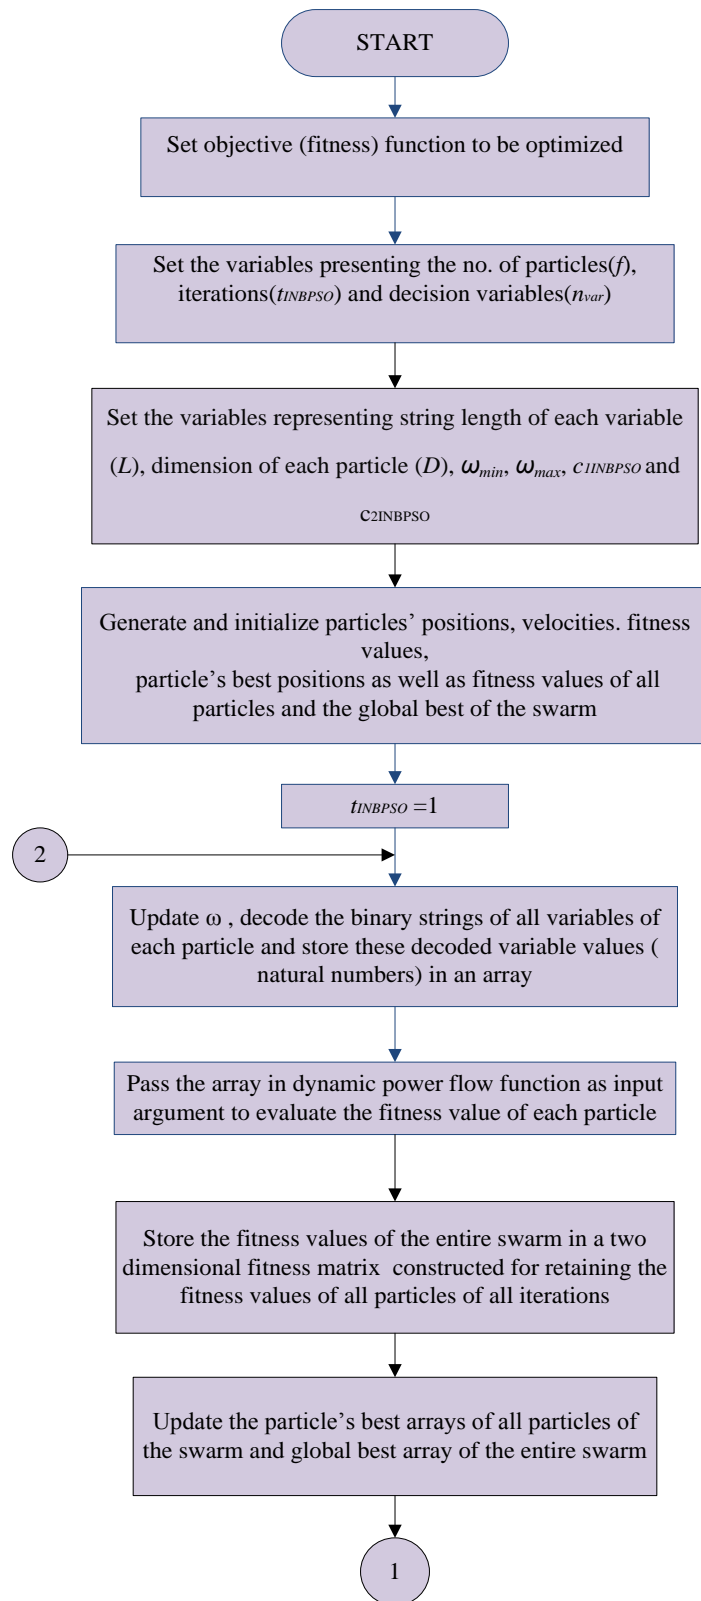 START
Set objective (fitness) function to be optimized
Set the variables presenting the no. of particles(f),
iterations(tINBPSO) and decision variables(nvar)
Set the variables representing string length of each variable
(L), dimension of each particle (D), ωmin, ωmax, c1INBPSO and
c2INBPSO
Generate and initialize particles’ positions, velocities. fitness
values,
particle’s best positions as well as fitness values of all
particles and the global best of the swarm
tINBPSO =1
2
Update ω , decode the binary strings of all variables of
each particle and store these decoded variable values (
natural numbers) in an array
Pass the array in dynamic power flow function as input
argument to evaluate the fitness value of each particle
Store the fitness values of the entire swarm in a two
dimensional fitness matrix constructed for retaining the
fitness values of all particles of all iterations
Update the particle’s best arrays of all particles of
the swarm and global best array of the entire swarm
1